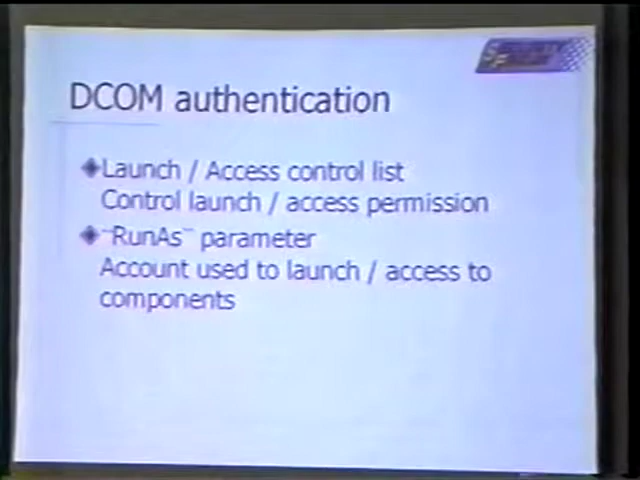 DCOM authentication
Launch / Access control list
Control launch / access permission
"RunAs" parameter
Account used to launch / access to
components